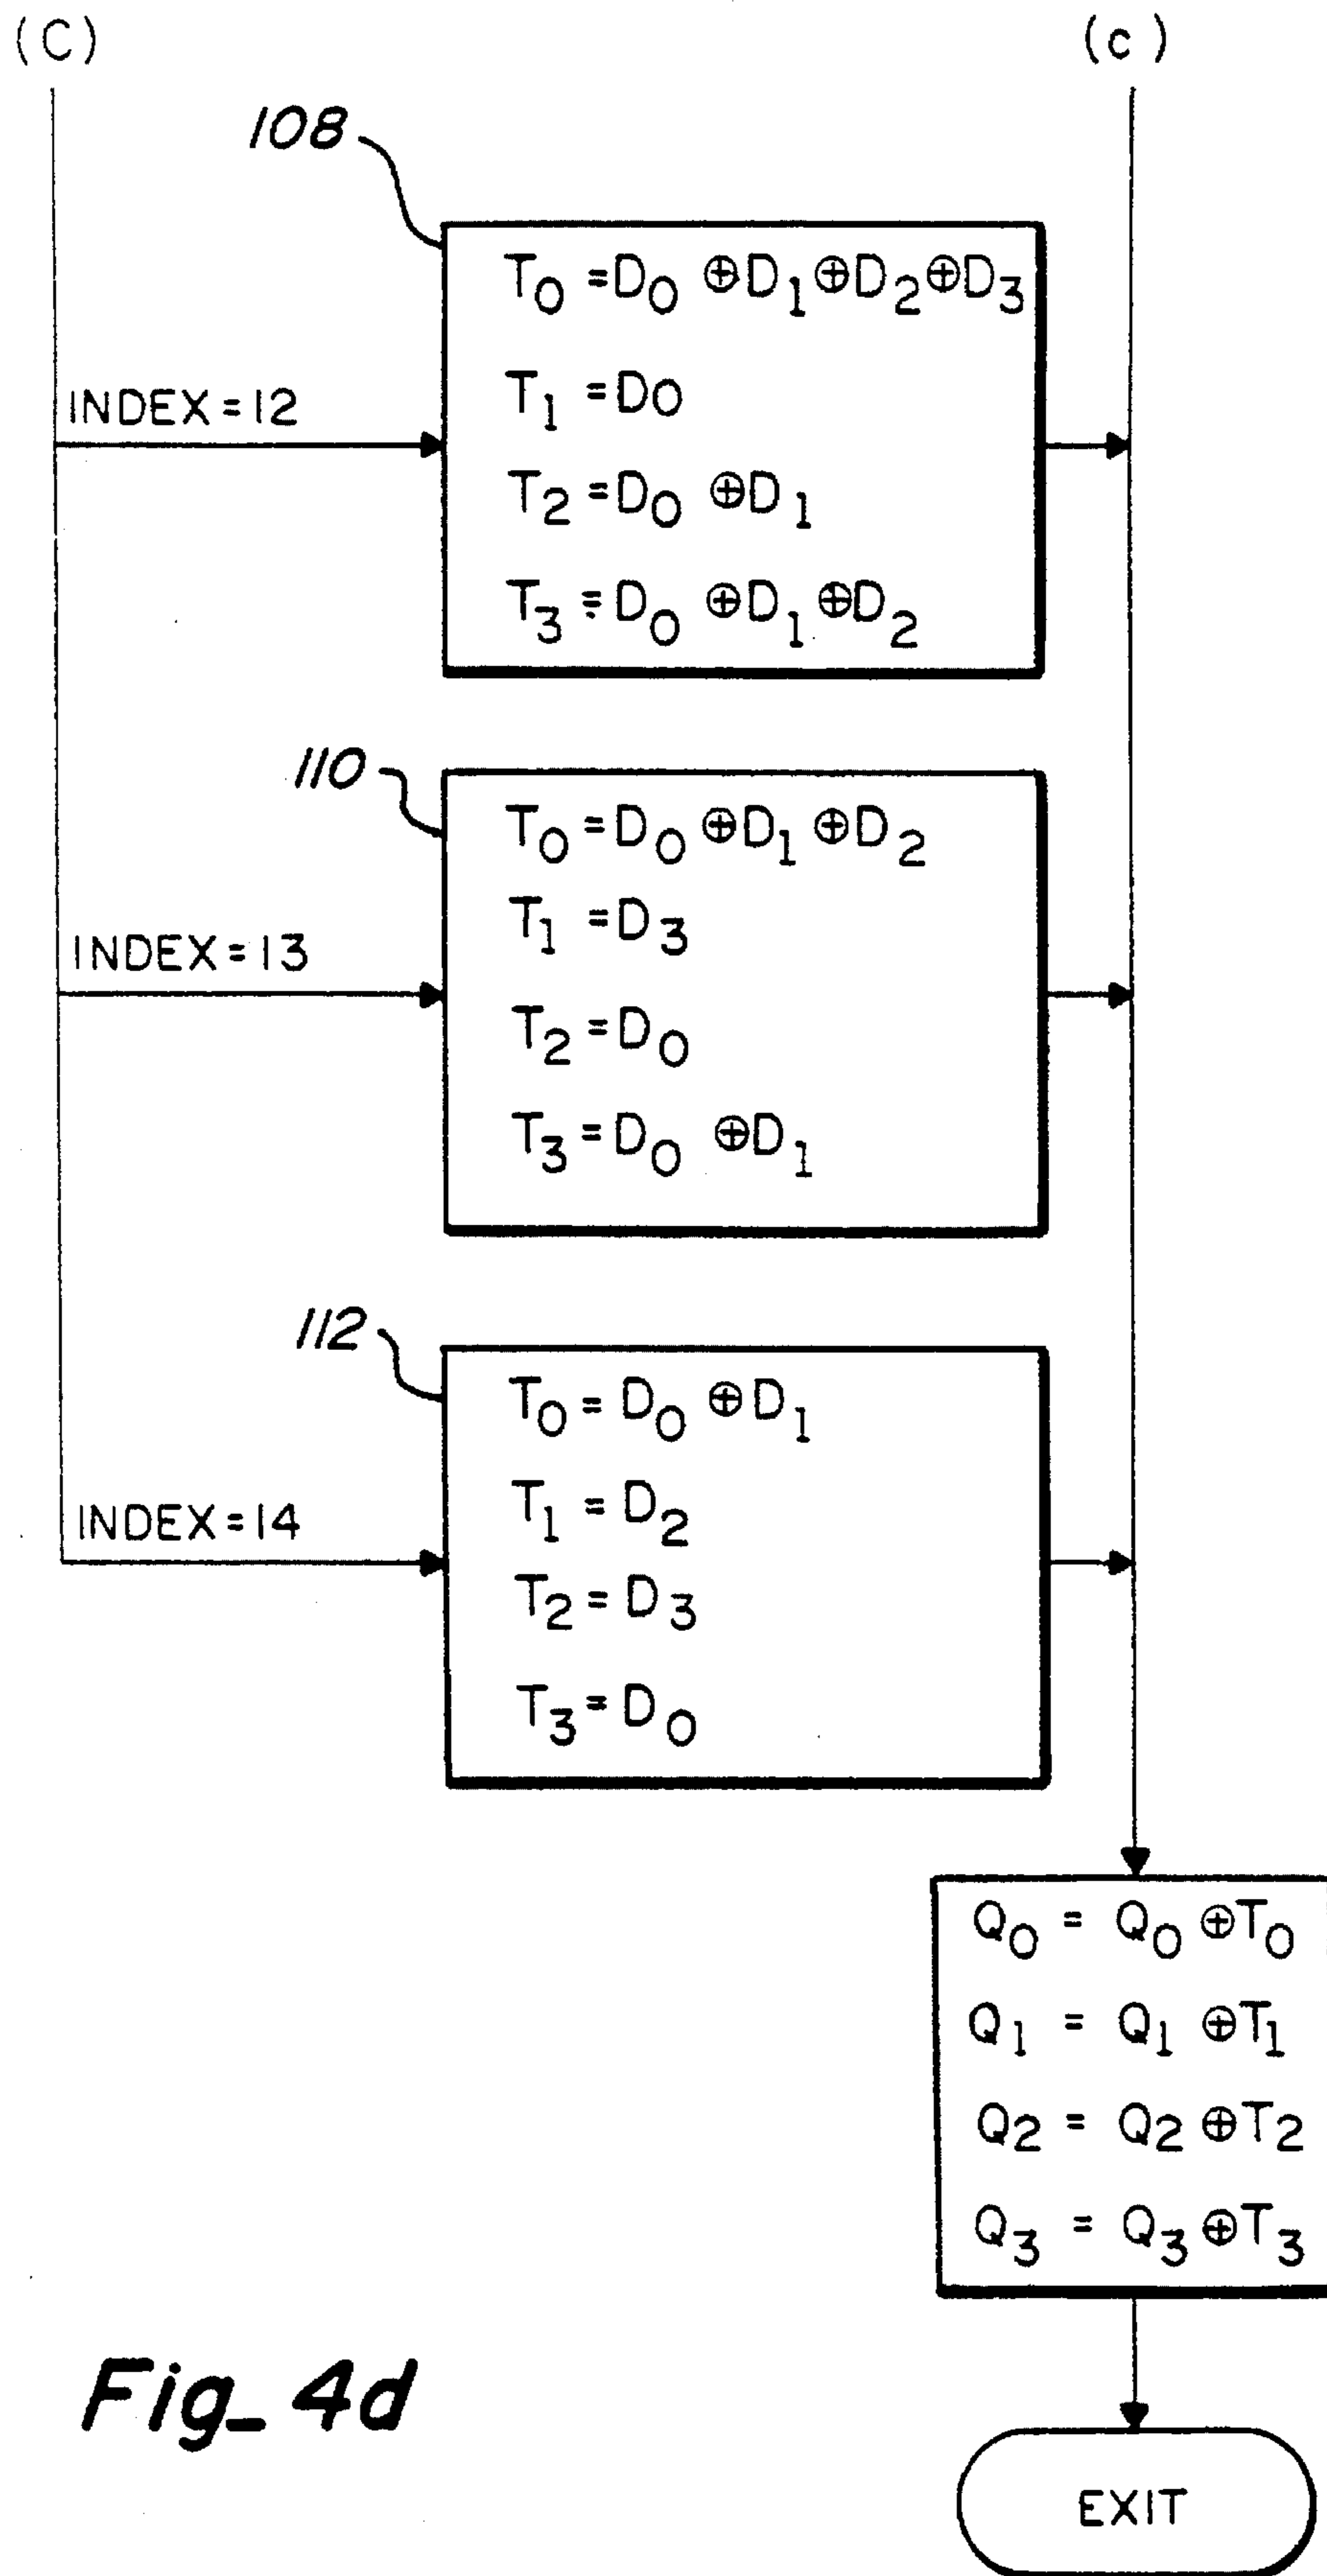 (C) (c)
108
T₀ = D₀ ⊕ D₁ ⊕ D₂ ⊕ D₃
INDEX = 12
T₁ = D0
T₂ = D₀ ⊕ D₁
T₃ = D₀ ⊕ D₁ ⊕ D₂
110
T₀ = D₀ ⊕ D₁ ⊕ D₂
T₁ = D₃
INDEX = 13
T₂ = D₀
T₃ = D₀ ⊕ D₁
112
T₀ = D₀ ⊕ D₁
T₁ = D₂
INDEX = 14
T₂ = D₃
T₃ = D₀
Q₀ = Q₀ ⊕ T₀
Q₁ = Q₁ ⊕ T₁
Q₂ = Q₂ ⊕ T₂
Q₃ = Q₃ ⊕ T₃
Fig_ 4d
EXIT